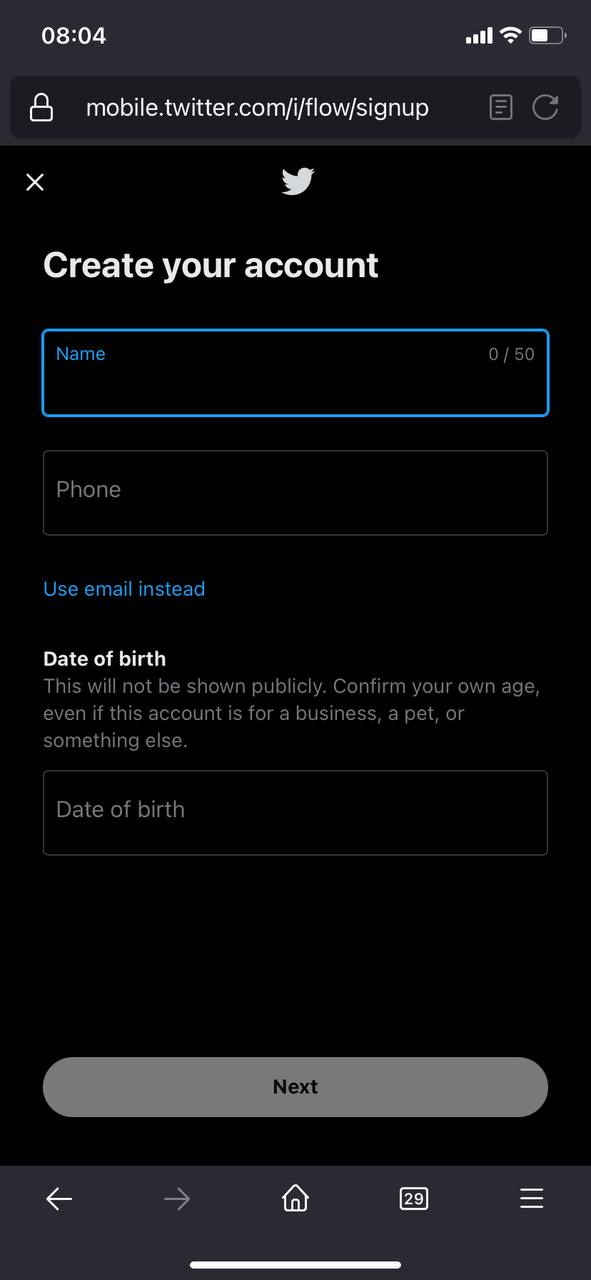 08:04
mobile.twitter.com/i/flow/signup
Create your account
Name 0 / 50
Phone
Use email instead
Date of birth
This will not be shown publicly. Confirm your own age,
even if this account is for a business, a pet, or
something else.
Date of birth
Next
29